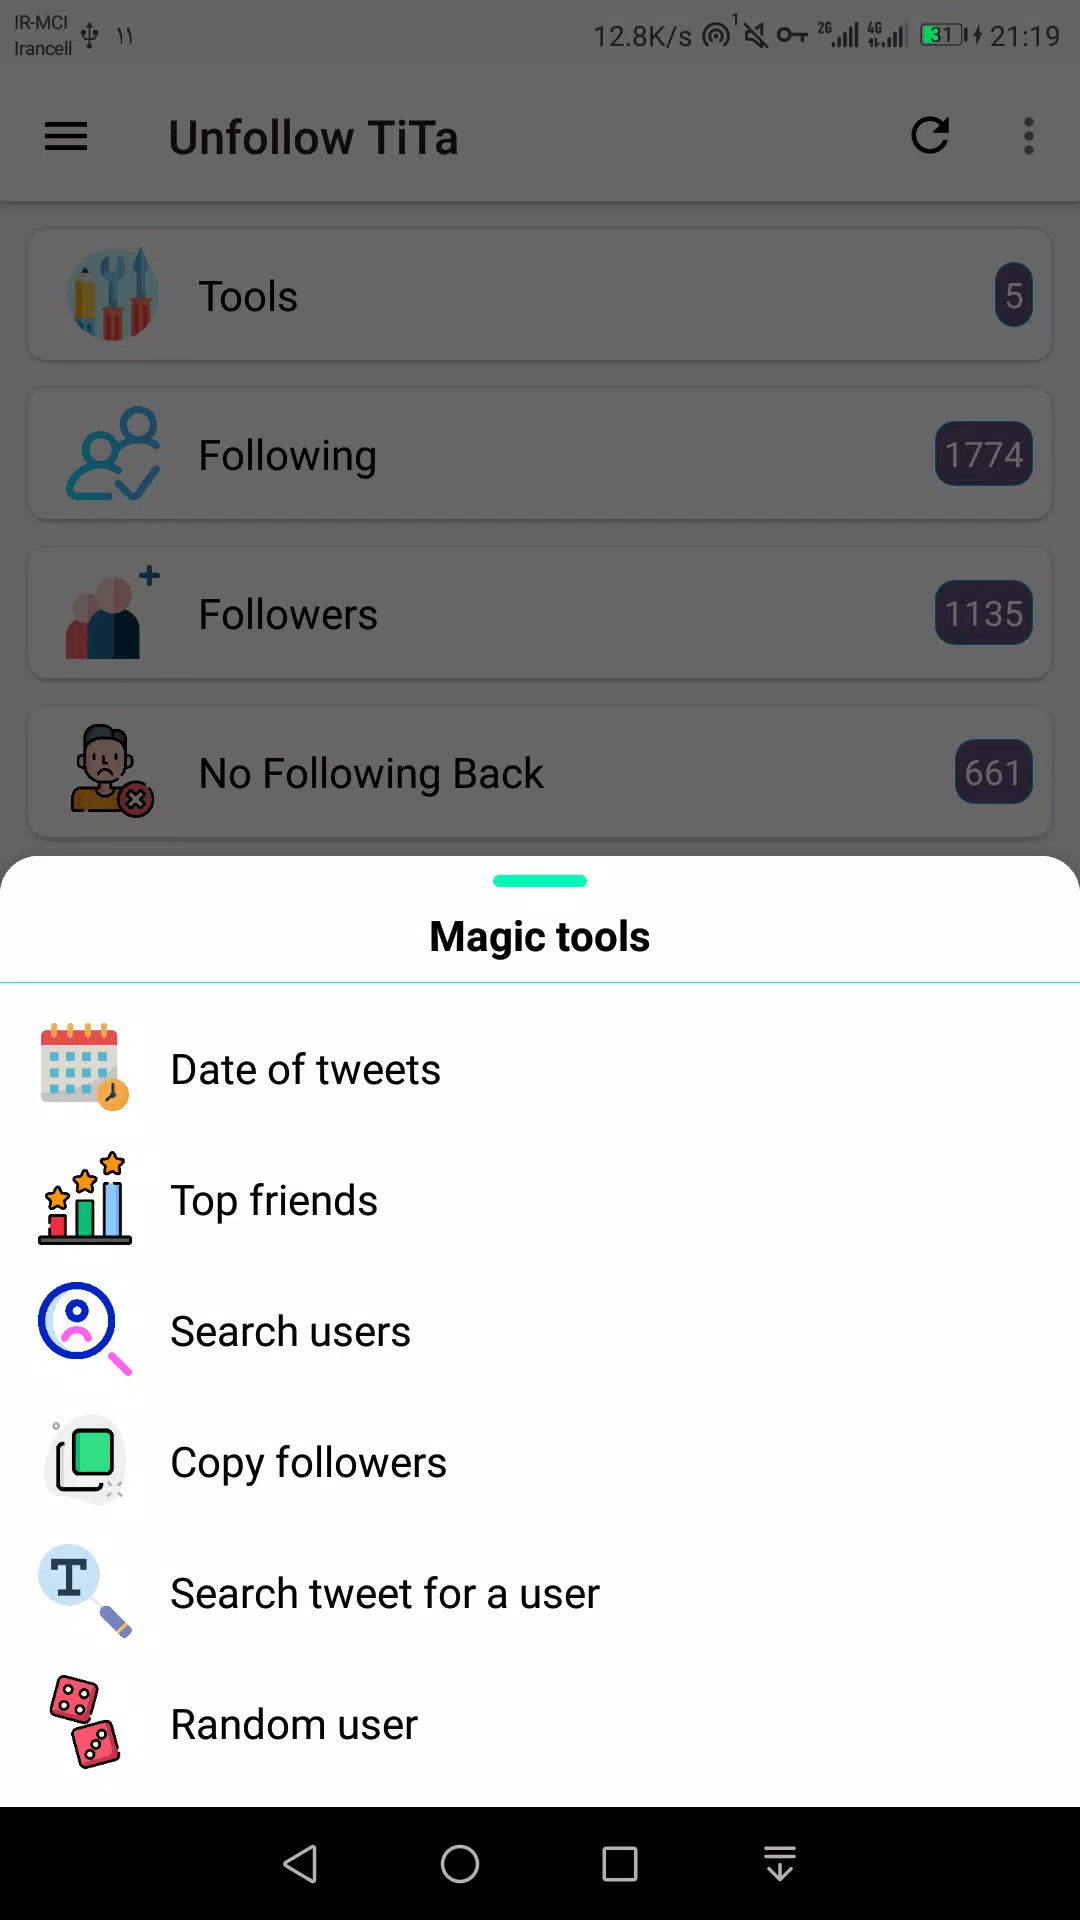 IR-MCI
Irancell
۱۱
12.8K/s 1 2G 4G 31 21:19
Unfollow TiTa
Tools 5
Following 1774
Followers 1135
No Following Back 661
Magic tools
Date of tweets
Top friends
Search users
Copy followers
T
Search tweet for a user
Random user